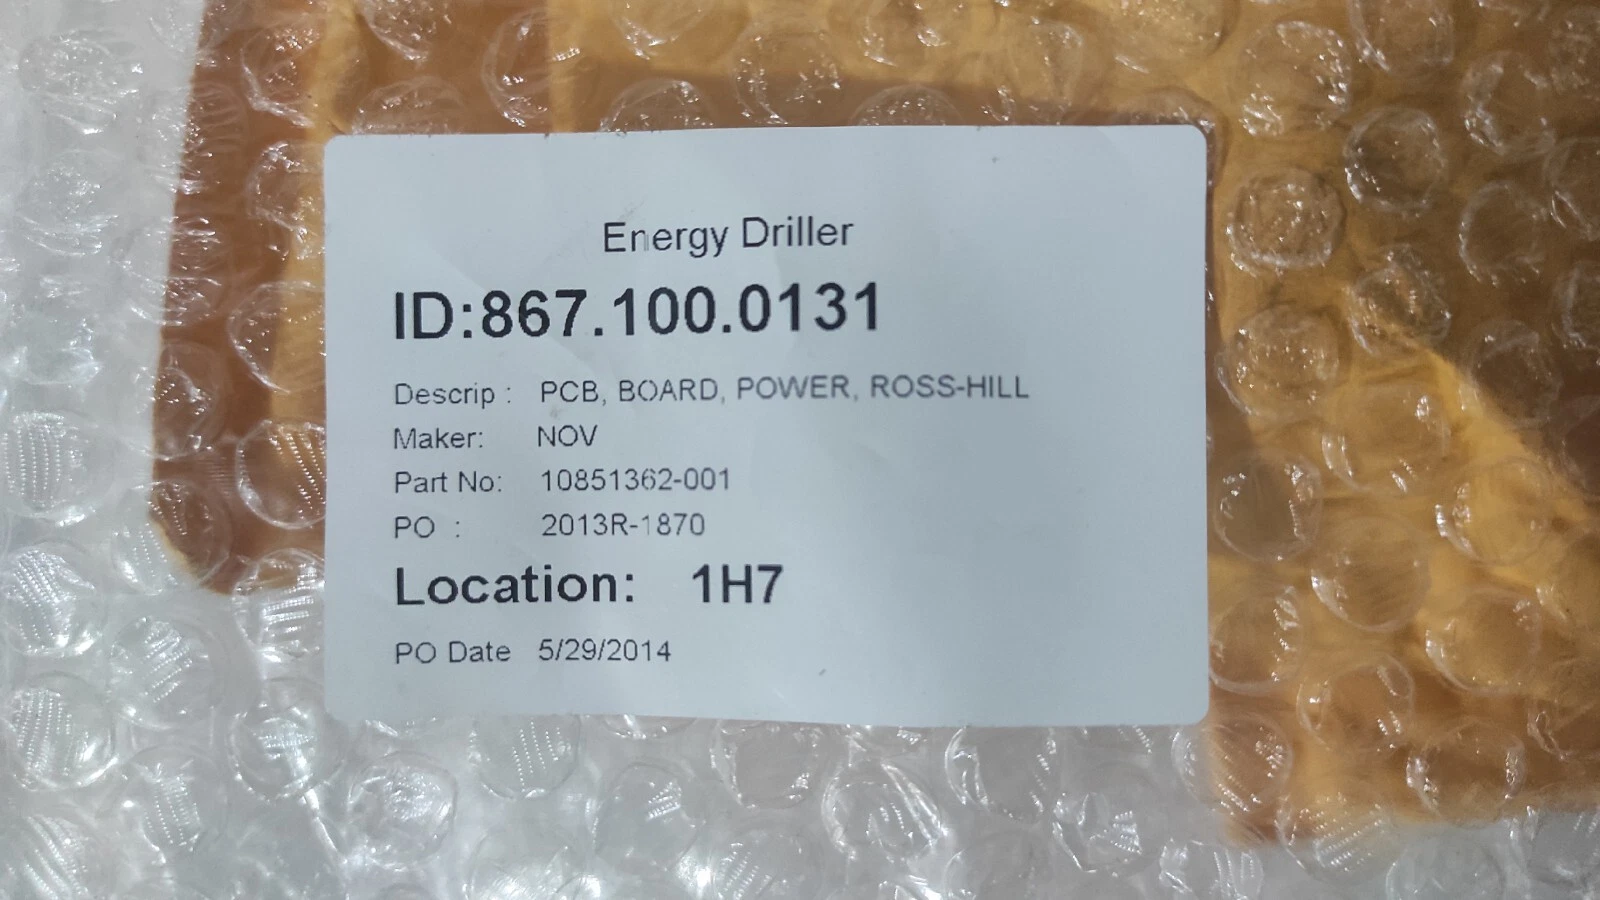 Energy Driller
ID:867.100.0131
Descrip : PCB, BOARD, POWER, ROSS-HILL
Maker: NOV
Part No: 10851362-001
PO : 2013R-1870
Location: 1H7
PO Date 5/29/2014